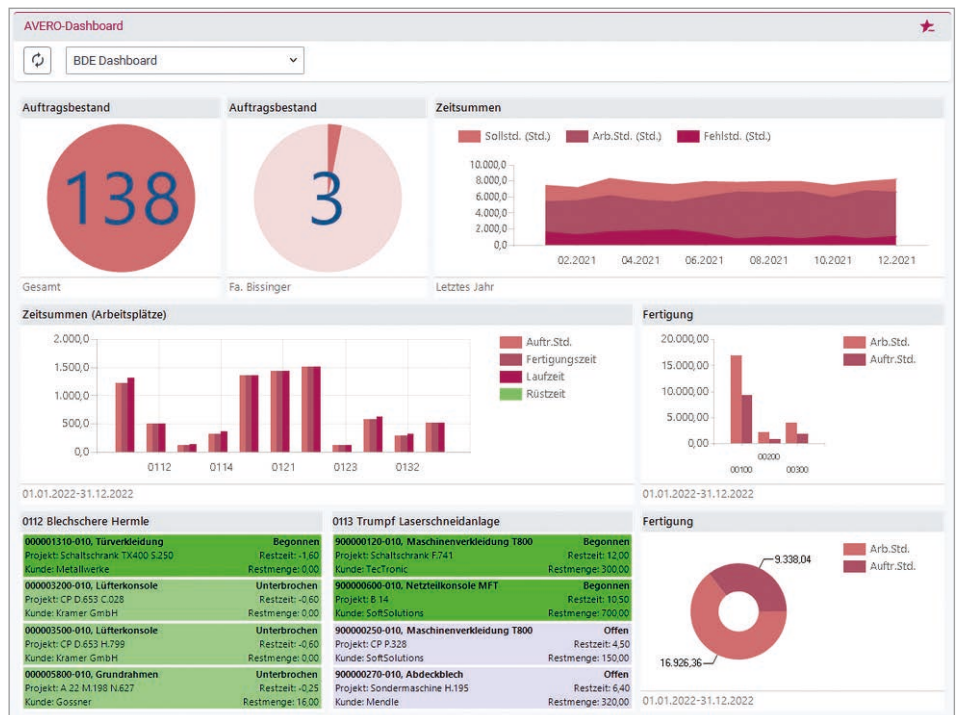 AVERO-Dashboard
BDE Dashboard
Auftragsbestand
138
Gesamt
Auftragsbestand
3
Fa. Bissinger
Zeitsummen
Sollstd. (Std.) Arb.Std. (Std.) Fehlstd. (Std.)
10.000,0
8.000,0
6.000,0
4.000,0
2.000,0
0,0
02.2021 04.2021 06.2021 08.2021 10.2021 12.2021
Letztes Jahr
Zeitsummen (Arbeitsplätze)
2.000,0
1.500,0
1.000,0
500,0
0,0
0112 0114 0121 0123 0132
Auftr.Std.
Fertigungszeit
Laufzeit
Rüstzeit
01.01.2022-31.12.2022
Fertigung
20.000,00
15.000,00
10.000,00
5.000,00
0,00
00100 00200 00300
Arb.Std.
Auftr.Std.
01.01.2022-31.12.2022
0112 Blechschere Hermle
000001310-010, Türverkleidung Begonnen
Projekt: Schaltschrank TX400 S.250 Restzeit: -1,60
Kunde: Metallwerke Restmenge: 0,00
000003200-010, Lüfterkonsole Unterbrochen
Projekt: CP D.653 C.028 Restzeit: -0,60
Kunde: Kramer GmbH Restmenge: 0,00
000003500-010, Lüfterkonsole Unterbrochen
Projekt: CP D.653 H.799 Restzeit: -0,60
Kunde: Kramer GmbH Restmenge: 0,00
000005800-010, Grundrahmen Unterbrochen
Projekt: A 22 M.198 N.627 Restzeit: -0,25
Kunde: Gossner Restmenge: 16,00
0113 Trumpf Laserschneidanlage
900000120-010, Maschinenverkleidung T800 Begonnen
Projekt: Schaltschrank F.741 Restzeit: 12,00
Kunde: TecTronic Restmenge: 300,00
900000600-010, Netzteilkonsole MFT Begonnen
Projekt: B 14 Restzeit: 10,50
Kunde: SoftSolutions Restmenge: 700,00
900000250-010, Maschinenverkleidung T800 Offen
Projekt: CP P.328 Restzeit: 4,50
Kunde: SoftSolutions Restmenge: 150,00
900000270-010, Abdeckblech Offen
Projekt: Sondermaschine H.195 Restzeit: 6,40
Kunde: Mendle Restmenge: 320,00
Fertigung
9.338,04
16.926,36
Arb.Std.
Auftr.Std.
01.01.2022-31.12.2022